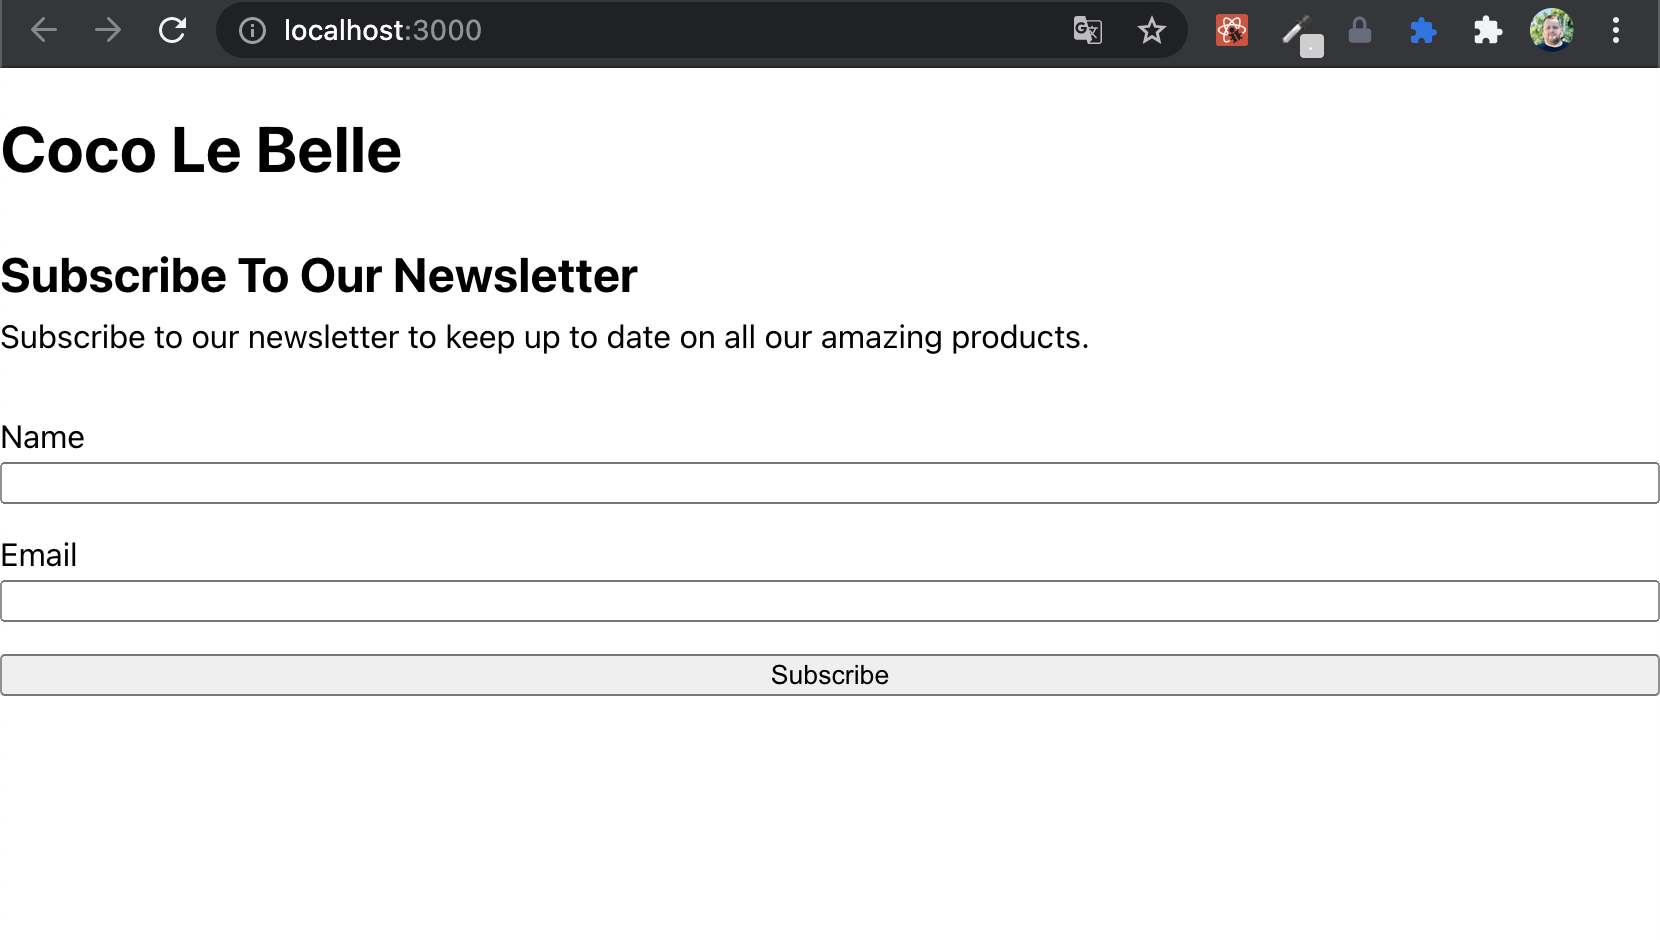 localhost:3000
Coco Le Belle
Subscribe To Our Newsletter
Subscribe to our newsletter to keep up to date on all our amazing products.
Name
Email
Subscribe